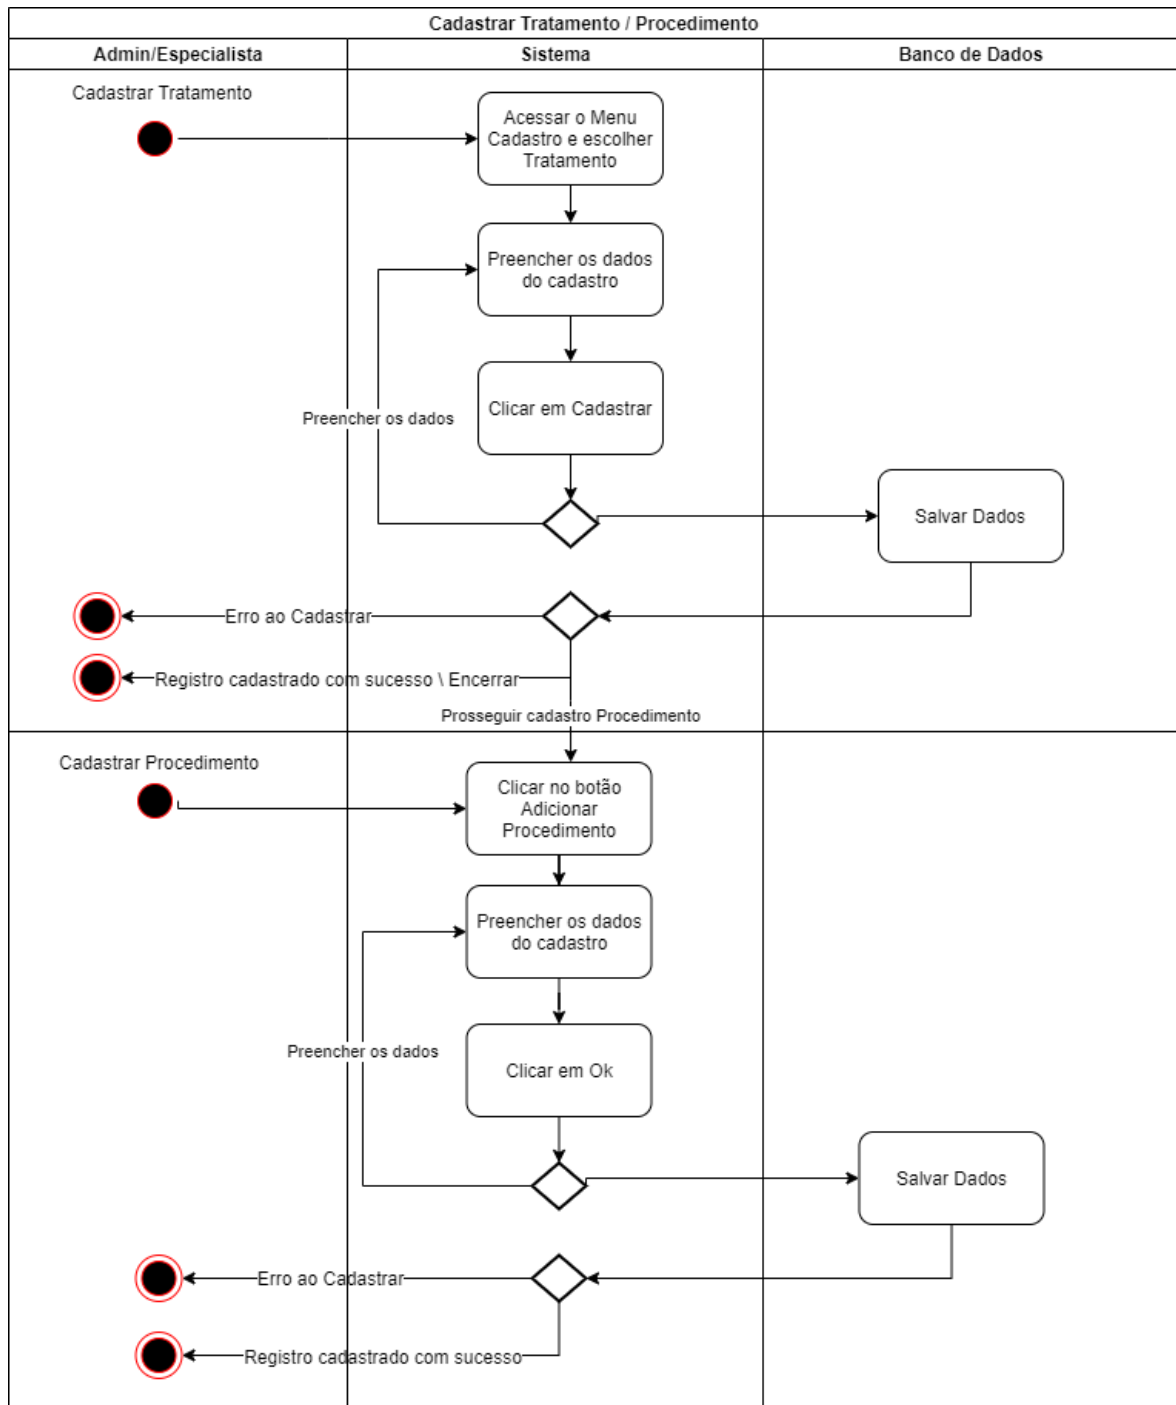 Cadastrar Tratamento / Procedimento
Admin/Especialista
Sistema
Banco de Dados
Cadastrar Tratamento
Acessar o Menu
Cadastro e escolher
Tratamento
Preencher os dados
do cadastro
Clicar em Cadastrar
Preencher os dados
Salvar Dados
Erro ao Cadastrar
Registro cadastrado com sucesso \ Encerrar
Prosseguir cadastro Procedimento
Cadastrar Procedimento
Clicar no botão
Adicionar
Procedimento
Preencher os dados
do cadastro
Preencher os dados
Clicar em Ok
Salvar Dados
Erro ao Cadastrar
Registro cadastrado com sucesso